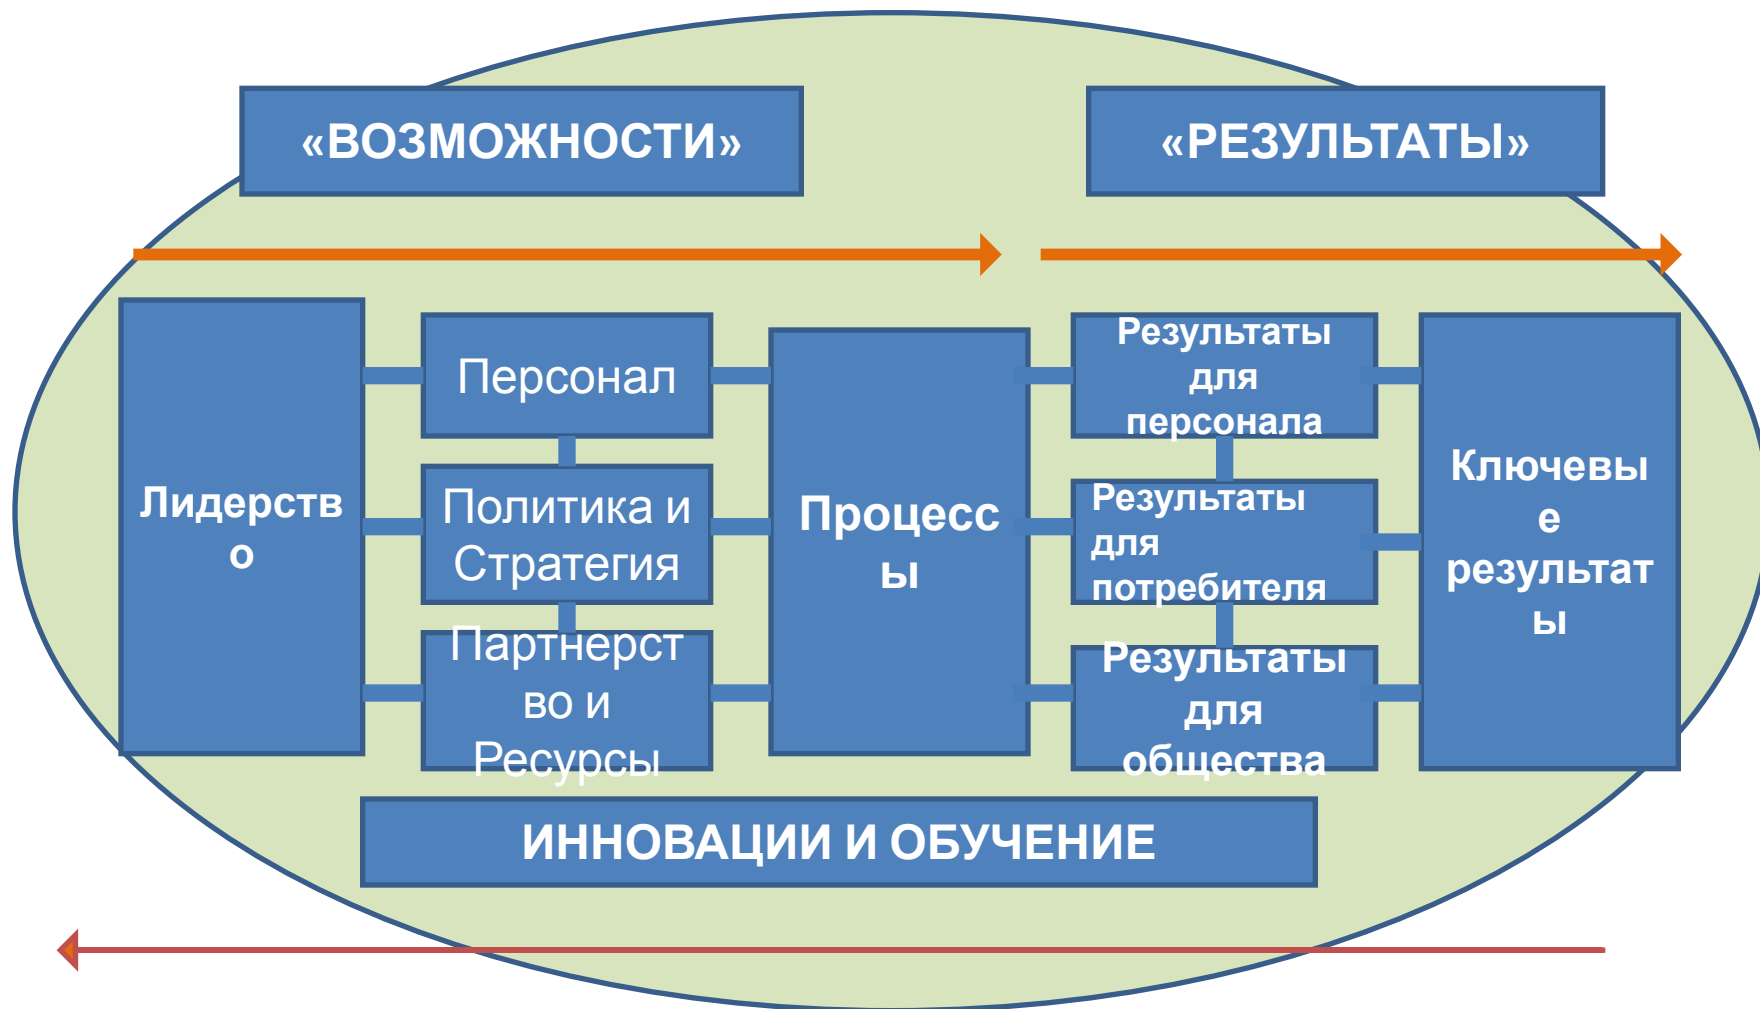 «ВОЗМОЖНОСТИ»
«РЕЗУЛЬТАТЫ»
Лидерств
о
Персонал
Политика и
Стратегия
Партнерст
во и
Ресурсы
Процесс
ы
Результаты
для
персонала
Результаты
для
потребителя
Результаты
для
общества
Ключевы
е
результат
ы
ИННОВАЦИИ И ОБУЧЕНИЕ